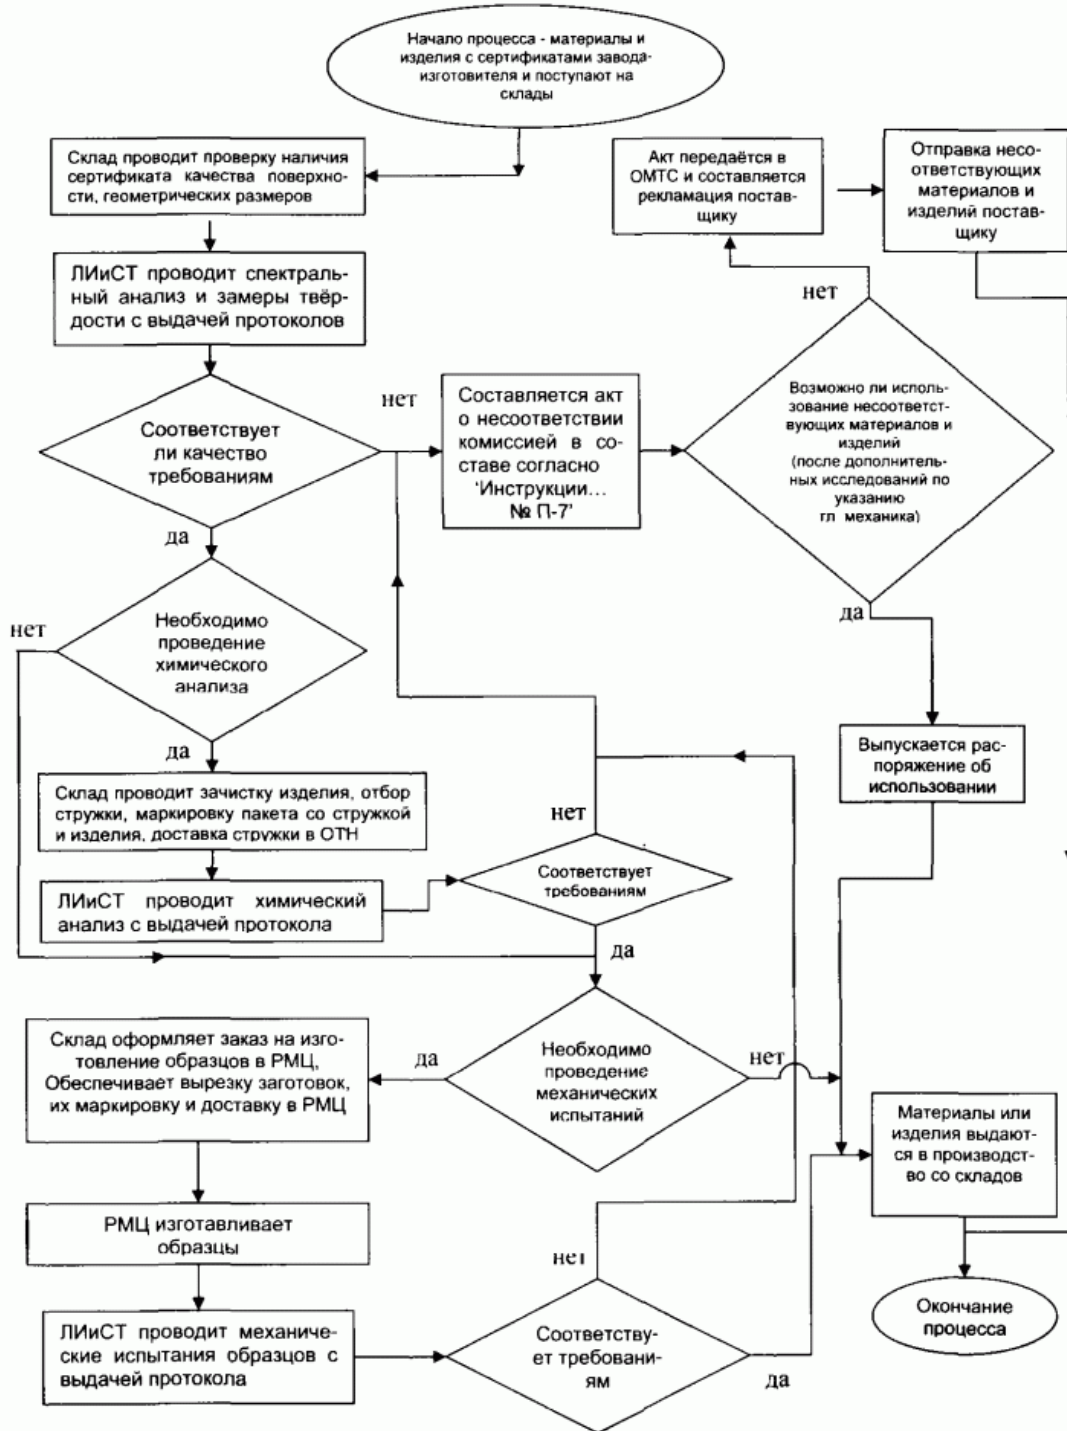 Начало процесса - материалы и
изделия с сертификатами завода-
изготовителя и поступают на
склады
Склад проводит проверку наличия
сертификата качества поверхно-
сти, геометрических размеров
Акт передаётся в
ОМТС и составляется
рекламация постав-
щику
Отправка несо-
ответствующих
материалов и
изделий постав-
щику
ЛИиСТ проводит спектраль-
ный анализ и замеры твёр-
дости с выдачей протоколов
нет
Соответствует
ли качество
требованиям
нет
Составляется акт
о несоответствии
комиссией в со-
ставе согласно
'Инструкции...
№ П-7'
Возможно ли исполь-
зование несоответст-
вующих материалов и
изделий
(после дополнитель-
ных исследований по
указанию
гл механика)
да
да
нет
Необходимо
проведение
химического
анализа
да
Выпускается рас-
поряжение об
использовании
Склад проводит зачистку изделия, отбор
стружки, маркировку пакета со стружкой
и изделия, доставка стружки в ОТН
нет
ЛИиСТ проводит химический
анализ с выдачей протокола
Соответствует
требованиям
да
Склад оформляет заказ на изго-
товление образцов в РМЦ,
Обеспечивает вырезку заготовок,
их маркировку и доставку в РМЦ
да
Необходимо
проведение
механических
испытаний
нет
Материалы или
изделия выдают-
ся в производст-
во со складов
РМЦ изготавливает
образцы
нет
ЛИиСТ проводит механиче-
ские испытания образцов с
выдачей протокола
Соответству-
ет требовани-
ям
да
Окончание
процесса